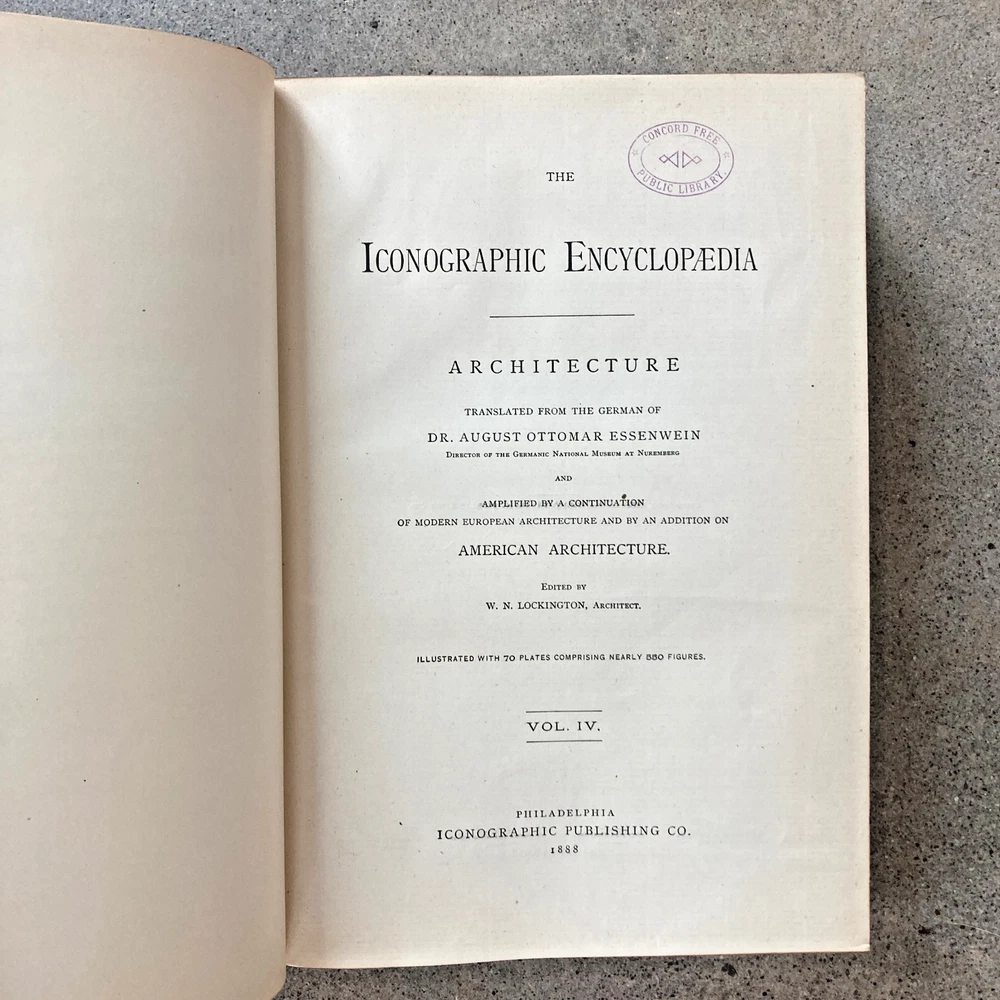 CONCORD FREE
PUBLIC LIBRARY.
THE
ICONOGRAPHIC ENCYCLOPÆDIA
ARCHITECTURE
TRANSLATED FROM THE GERMAN OF
DR. AUGUST OTTOMAR ESSENWEIN
DIRECTOR OF THE GERMANIC NATIONAL MUSEUM AT NUREMBERG
AND
AMPLIFIED BY A CONTINUATION
OF MODERN EUROPEAN ARCHITECTURE AND BY AN ADDITION ON
AMERICAN ARCHITECTURE.
EDITED BY
W. N. LOCKINGTON, ARCHITECT.
ILLUSTRATED WITH 70 PLATES COMPRISING NEARLY 550 FIGURES.
VOL. IV.
PHILADELPHIA
ICONOGRAPHIC PUBLISHING CO.
1888